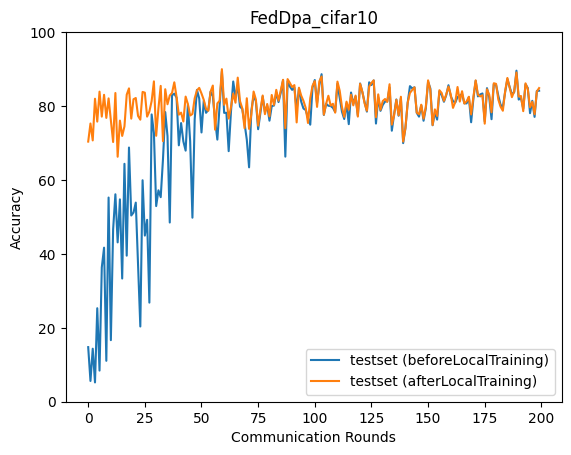 FedDpa_cifar10
Accuracy
100
80
60
40
20
0
0 25 50 75 100 125 150 175 200
Communication Rounds
testset (beforeLocalTraining)
testset (afterLocalTraining)